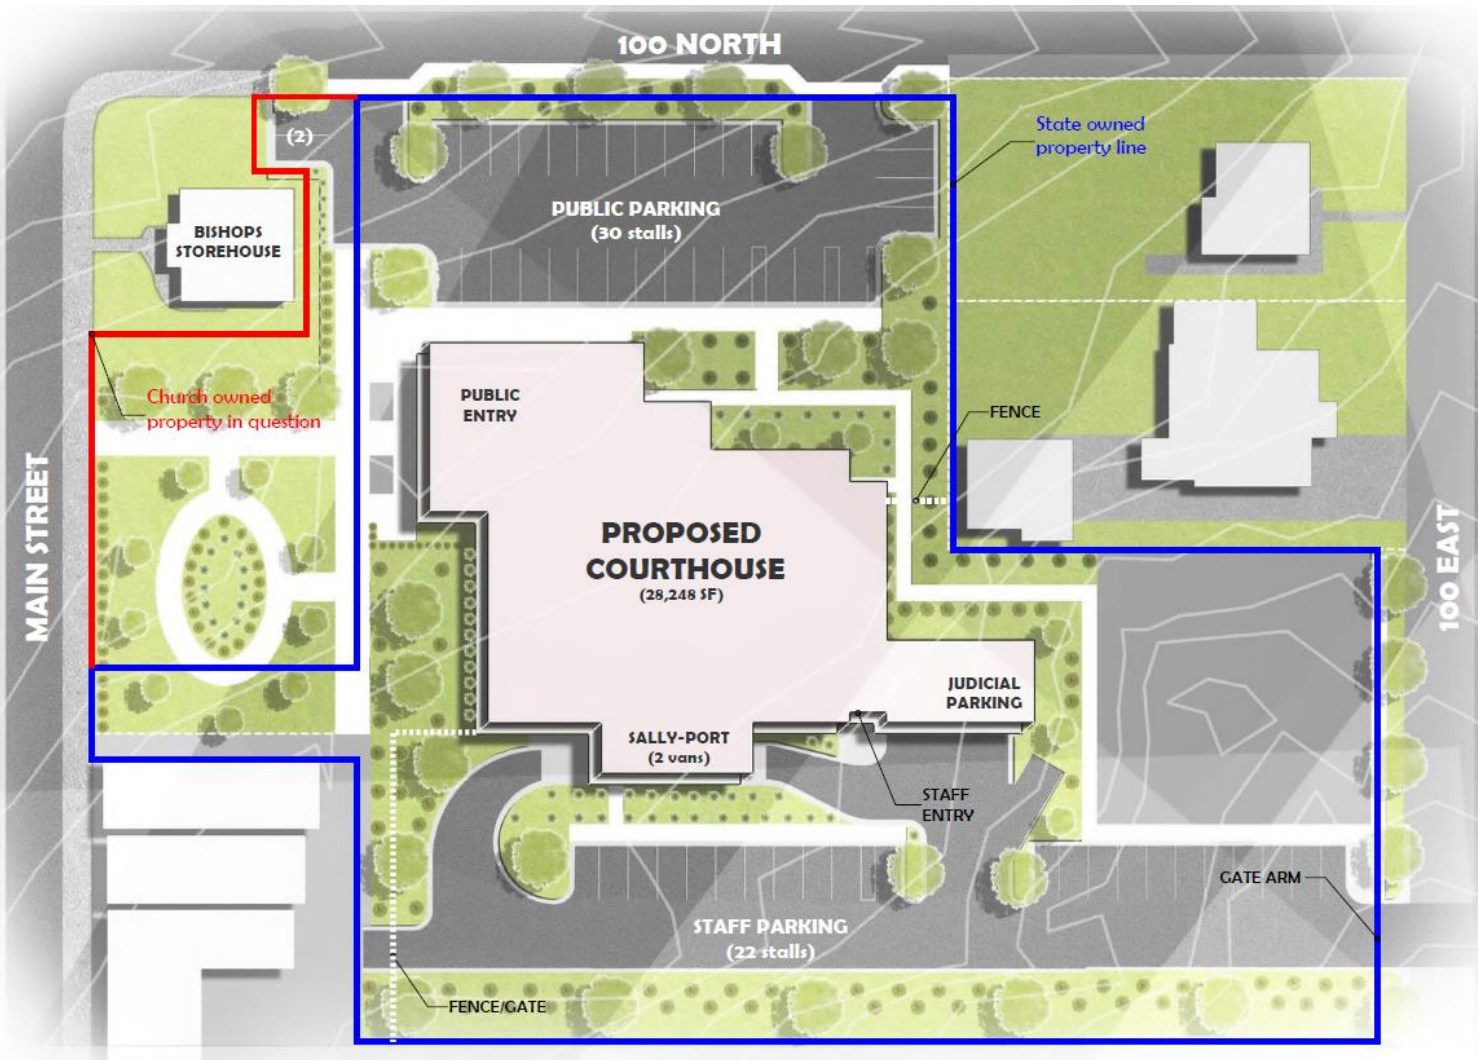 100 NORTH
(2)
State owned
property line
PUBLIC PARKING
(30 stalls)
BISHOPS
STOREHOUSE
Church owned
property in question
PUBLIC
ENTRY
FENCE
MAIN STREET
PROPOSED
COURTHOUSE
(28,248 SF)
100 EAST
JUDICIAL
PARKING
SALLY-PORT
(2 vans)
STAFF
ENTRY
GATE ARM
STAFF PARKING
(22 stalls)
FENCE/GATE